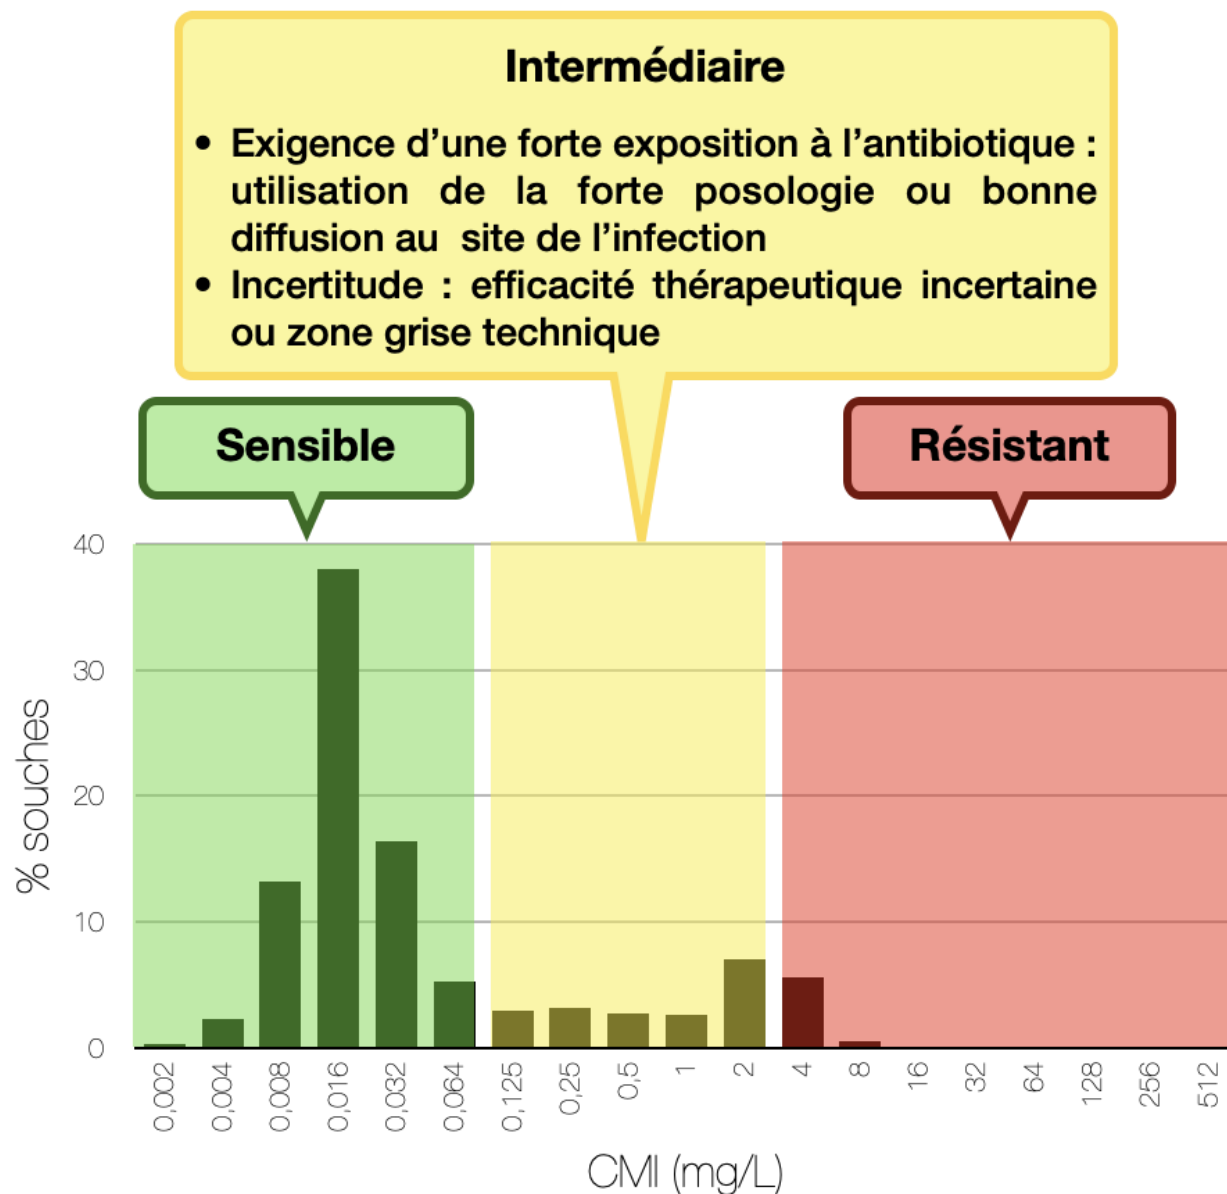 Intermédiaire
• Exigence d’une forte exposition à l’antibiotique :
utilisation de la forte posologie ou bonne
diffusion au site de l’infection
• Incertitude : efficacité thérapeutique incertaine
ou zone grise technique
Sensible
Résistant
40
30
20
10
0
% souches
0,002
0,004
0,008
0,016
0,032
0,064
0,125
0,25
0,5
1
2
4
8
16
32
64
128
256
512
CMI (mg/L)